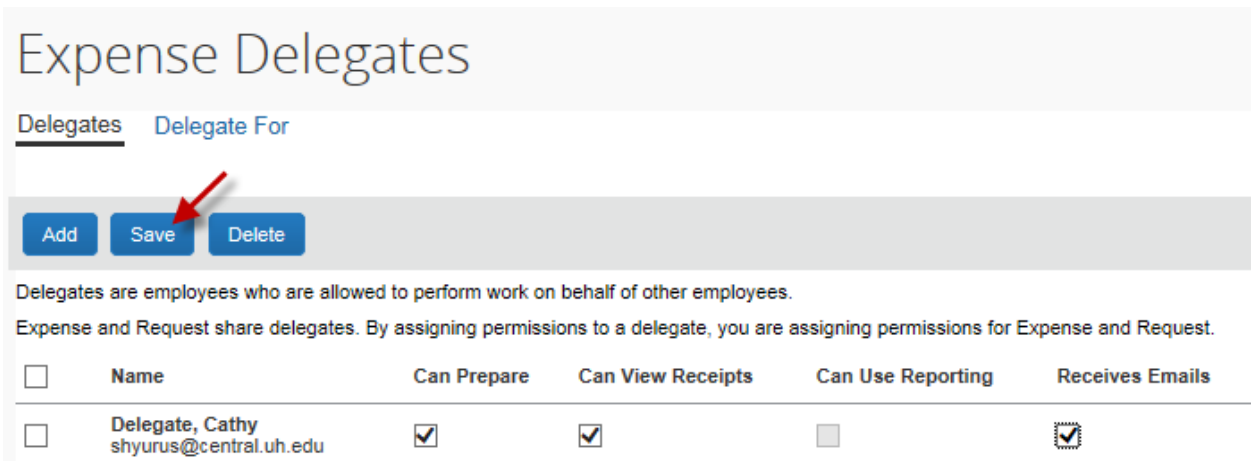 Expense Delegates
Delegates Delegate For
Add Save Delete
Delegates are employees who are allowed to perform work on behalf of other employees.
Expense and Request share delegates. By assigning permissions to a delegate, you are assigning permissions for Expense and Request.
Name Can Prepare Can View Receipts Can Use Reporting Receives Emails
Delegate, Cathy
shyurus@central.uh.edu